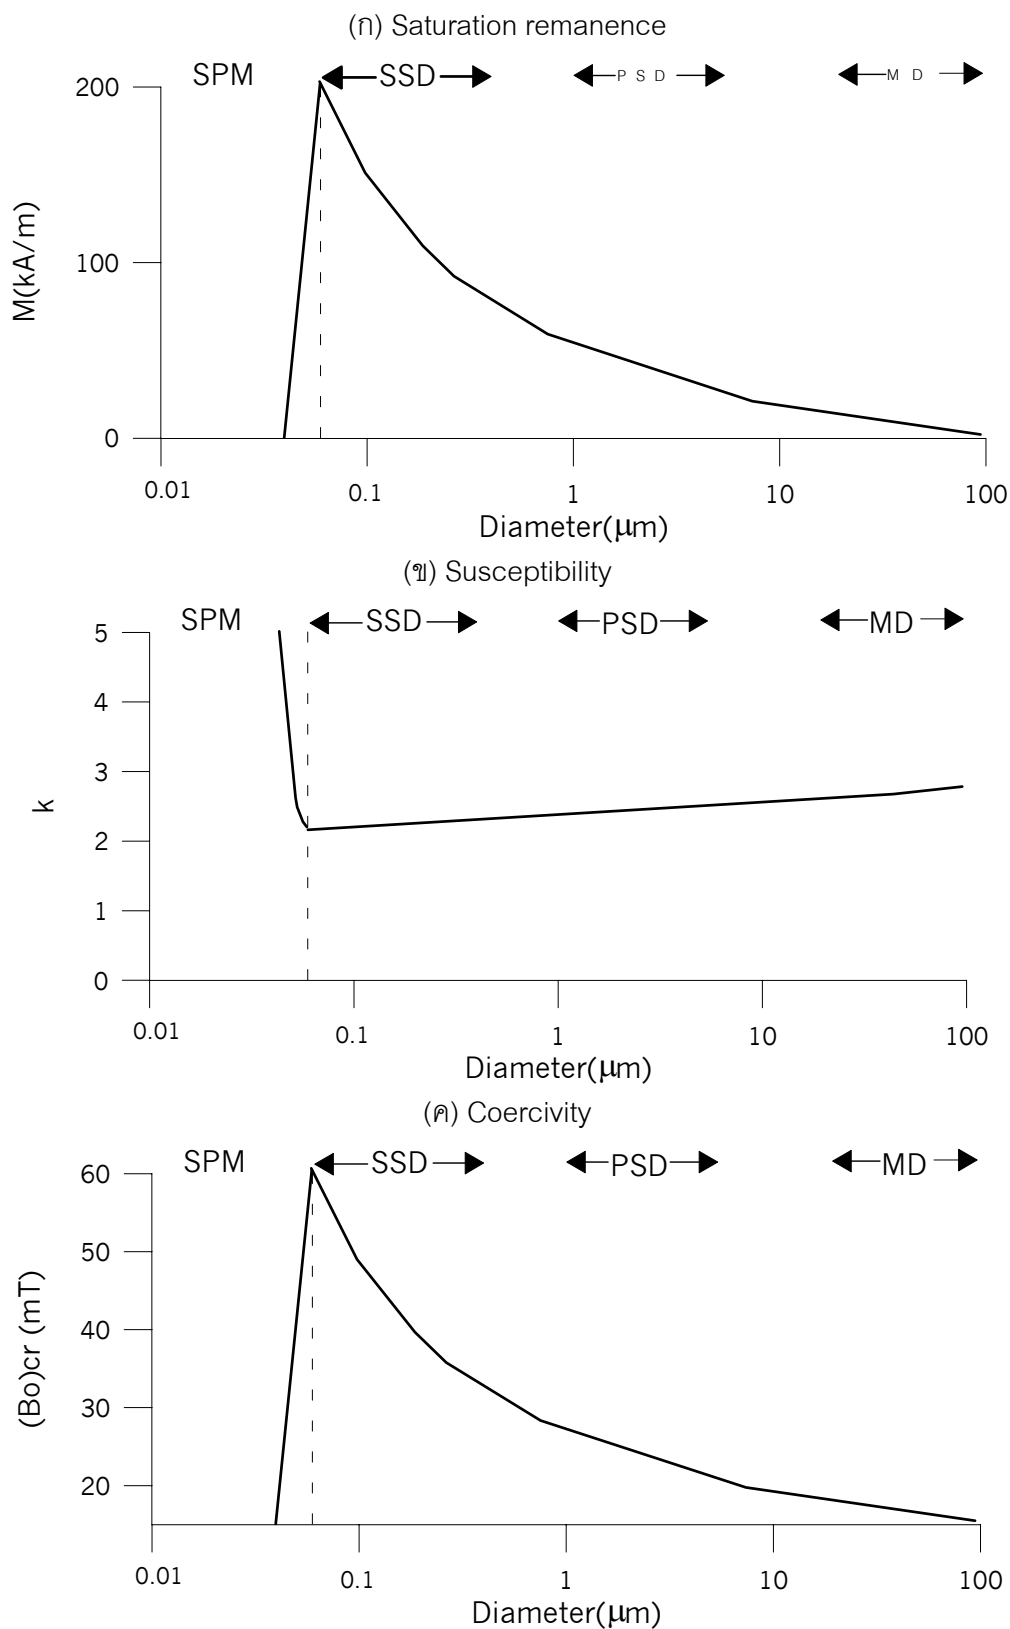 (ก) Saturation remanence
SPM SSD PSD MD
200
100
0
M(kA/m)
0.01 0.1 1 10 100
Diameter(μm)
(ข) Susceptibility
SPM SSD PSD MD
5
4
3
2
1
0
k
0.01 0.1 1 10 100
Diameter(μm)
(ค) Coercivity
SPM SSD PSD MD
60
50
40
30
20
(Bo)cr (mT)
0.01 0.1 1 10 100
Diameter(μm)